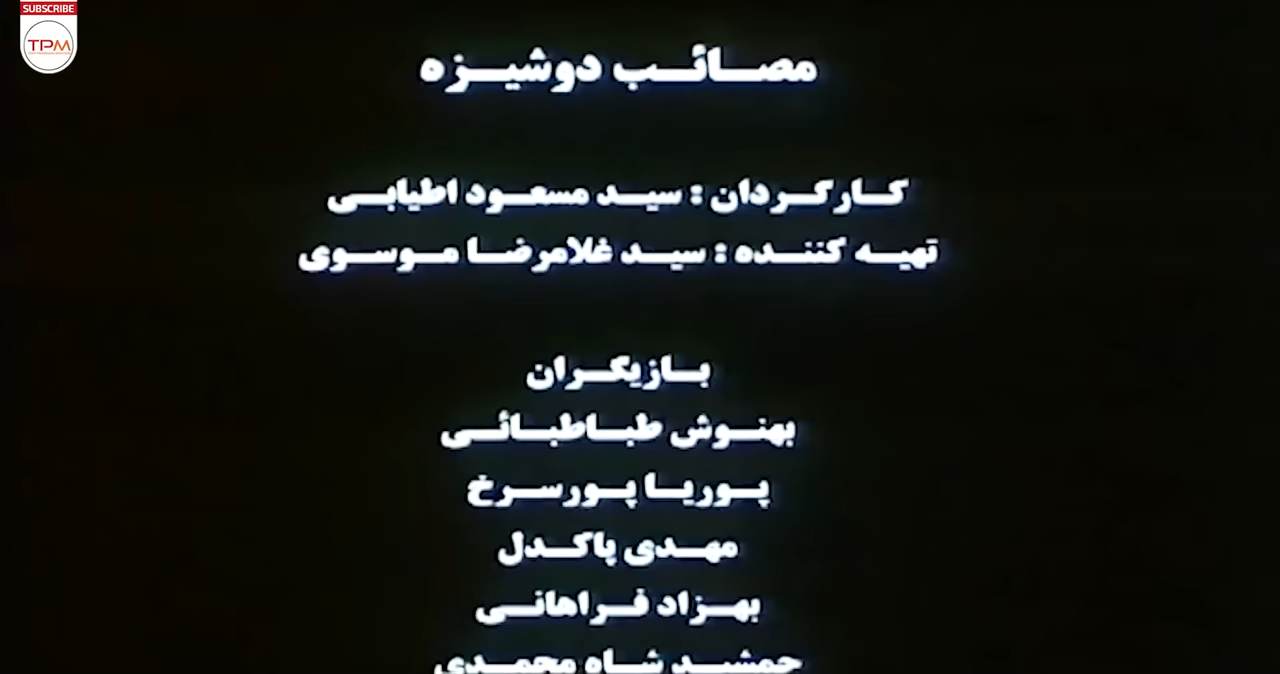 SUBSCRIBE
TPM
مصائب دوشیزه
کارگردان : سید مسعود اطیابی
تهیه کننده : سید غلامرضا موسوی
بازیگران
بهنوش طباطبائی
پوریا پورسرخ
مهدی پاکدل
بهزاد فراهانی
جمشید شاه محمدی